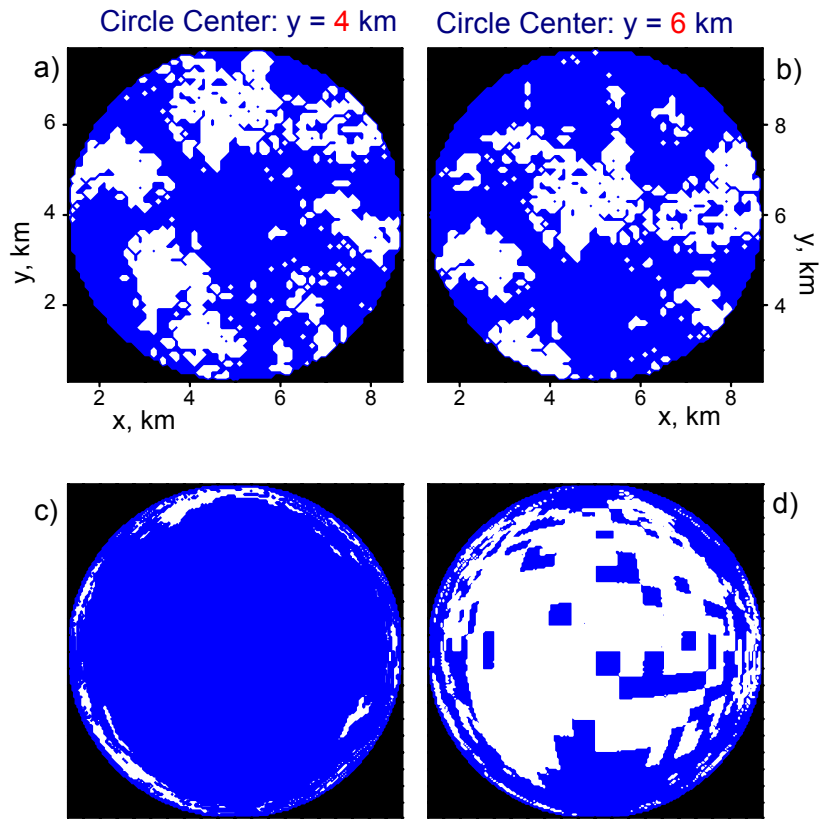 Circle Center: y = 4 km
Circle Center: y = 6 km
a)
b)
6
4
2
y, km
8
6
4
y, km
2
4
6
8
x, km
2
4
6
8
x, km
c)
d)